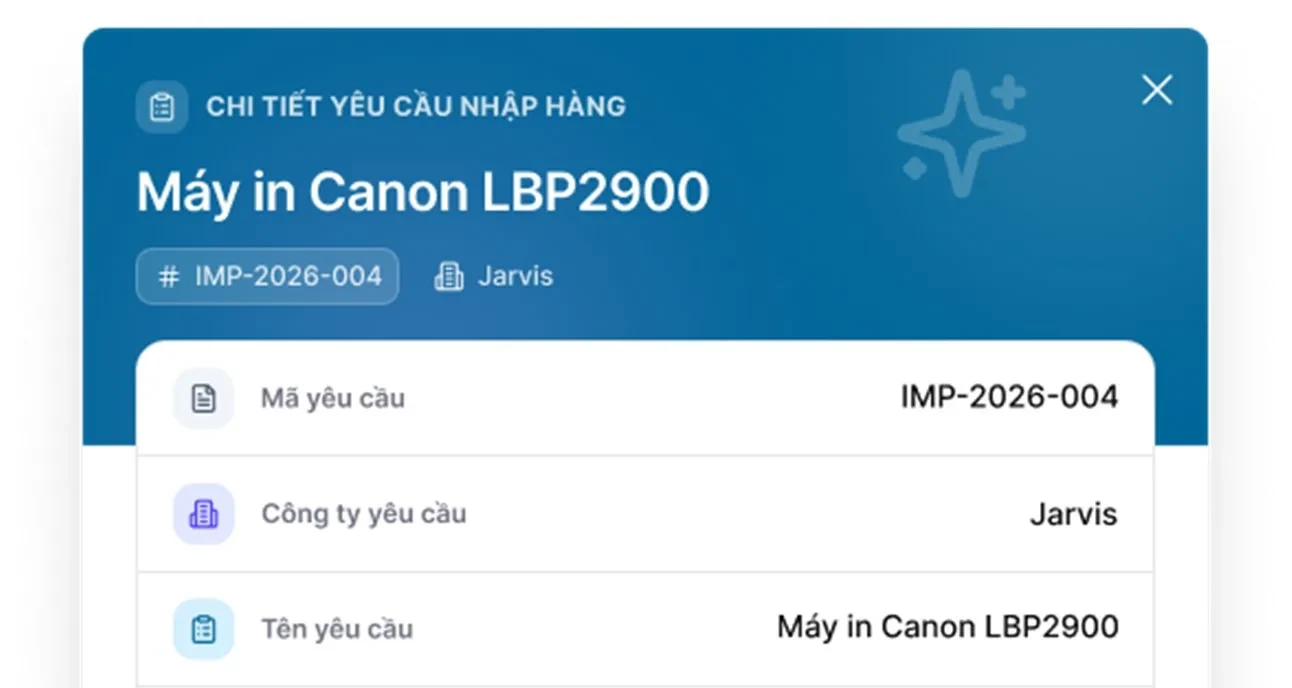 CHI TIẾT YÊU CẦU NHẬP HÀNG
Máy in Canon LBP2900
# IMP-2026-004 Jarvis
Mã yêu cầu IMP-2026-004
Công ty yêu cầu Jarvis
Tên yêu cầu Máy in Canon LBP2900